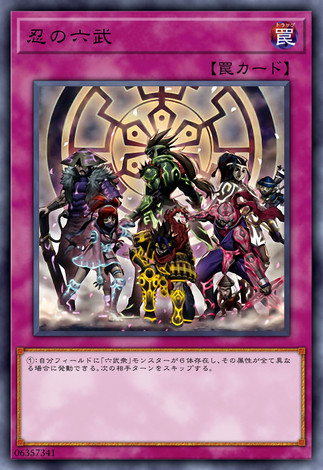 忍の六武
トラップ
罠
【罠カード】
①：自分フィールドに「六武衆」モンスターが６体存在し、その属性が全て異な
る場合に発動できる。次の相手ターンをスキップする。
06357341